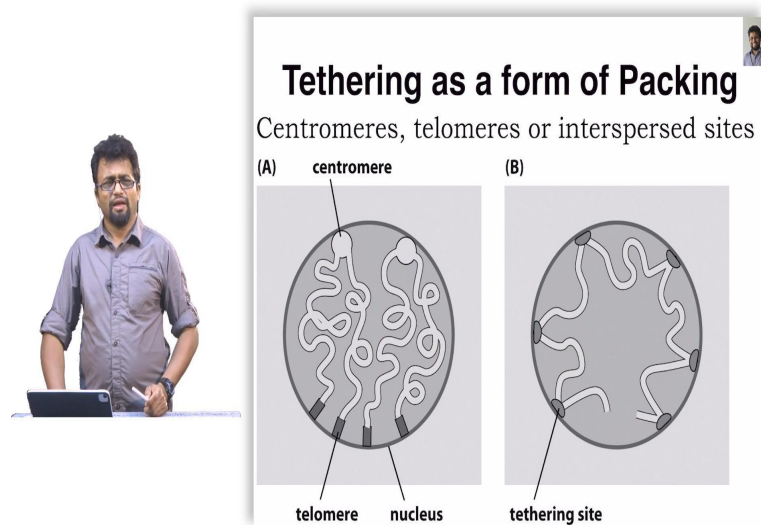 Tethering as a form of Packing
Centromeres, telomeres or interspersed sites
(A) centromere (B)
telomere nucleus tethering site